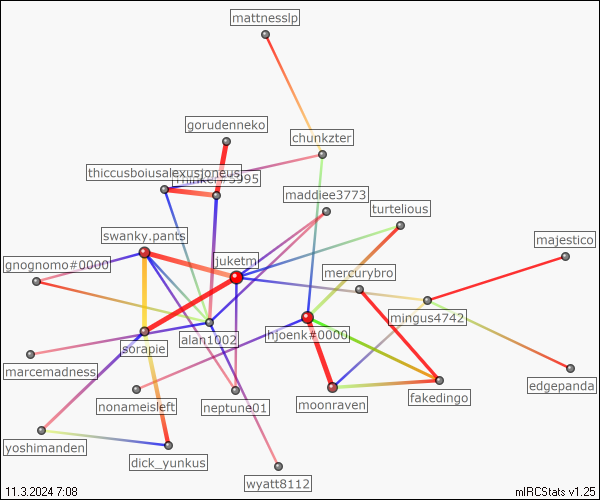 mattnesslp
gorudenneko
chunkzter
thiccusboiusalexusjoneus
maddiee3773
turtelious
swanky.pants
majestico
juketm
gnognomo#0000
mercurybro
mingus4742
hjoenk#0000
alan1002
sorapie
marcemadness
edgepanda
fakedingo
moonraven
nonameisleft
neptune01
yoshimanden
dick_yunkus
wyatt8112
11.3.2024 7:08
mIRCStats v1.25